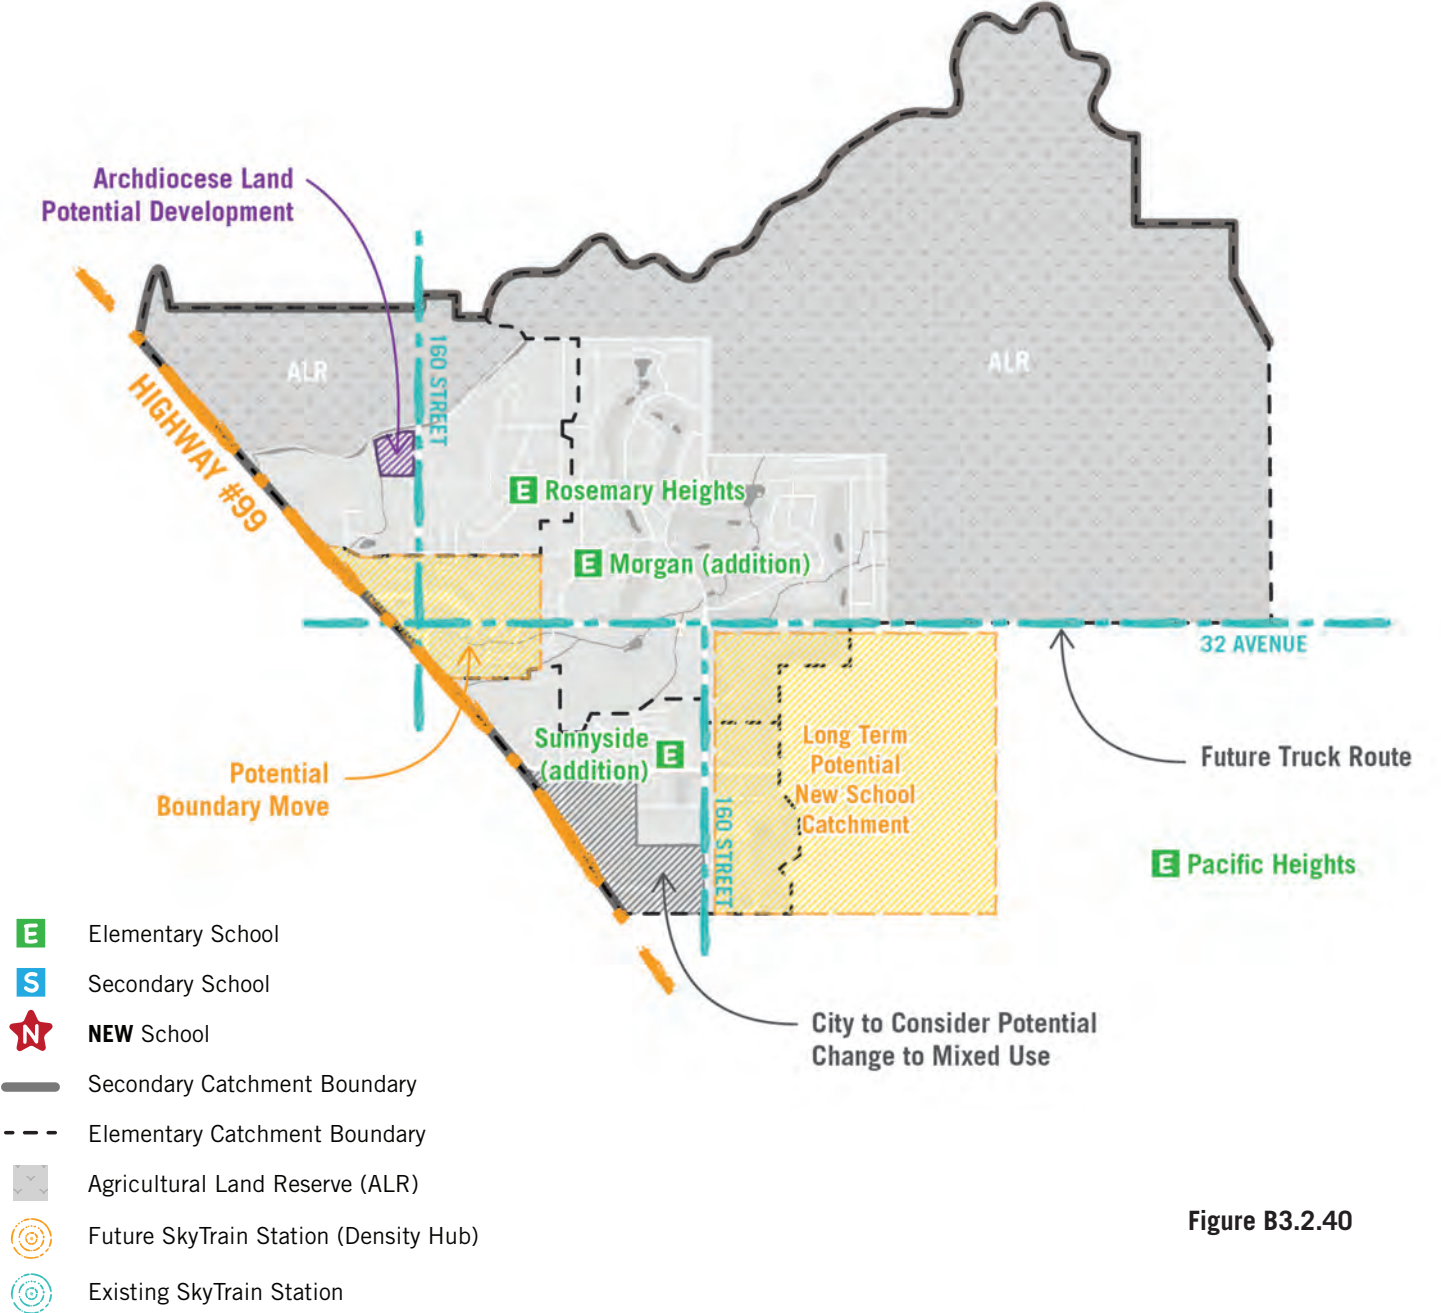 Archdiocese Land
Potential Development
160 STREET
ALR
ALR
HIGHWAY #99
E Rosemary Heights
E Morgan (addition)
32 AVENUE
Sunnyside
(addition) E
Long Term
Potential
New School
Catchment
Future Truck Route
Potential
Boundary Move
160 STREET
E Pacific Heights
City to Consider Potential
Change to Mixed Use
E Elementary School
S Secondary School
N NEW School
Secondary Catchment Boundary
Elementary Catchment Boundary
Agricultural Land Reserve (ALR)
Future SkyTrain Station (Density Hub)
Existing SkyTrain Station
Figure B3.2.40